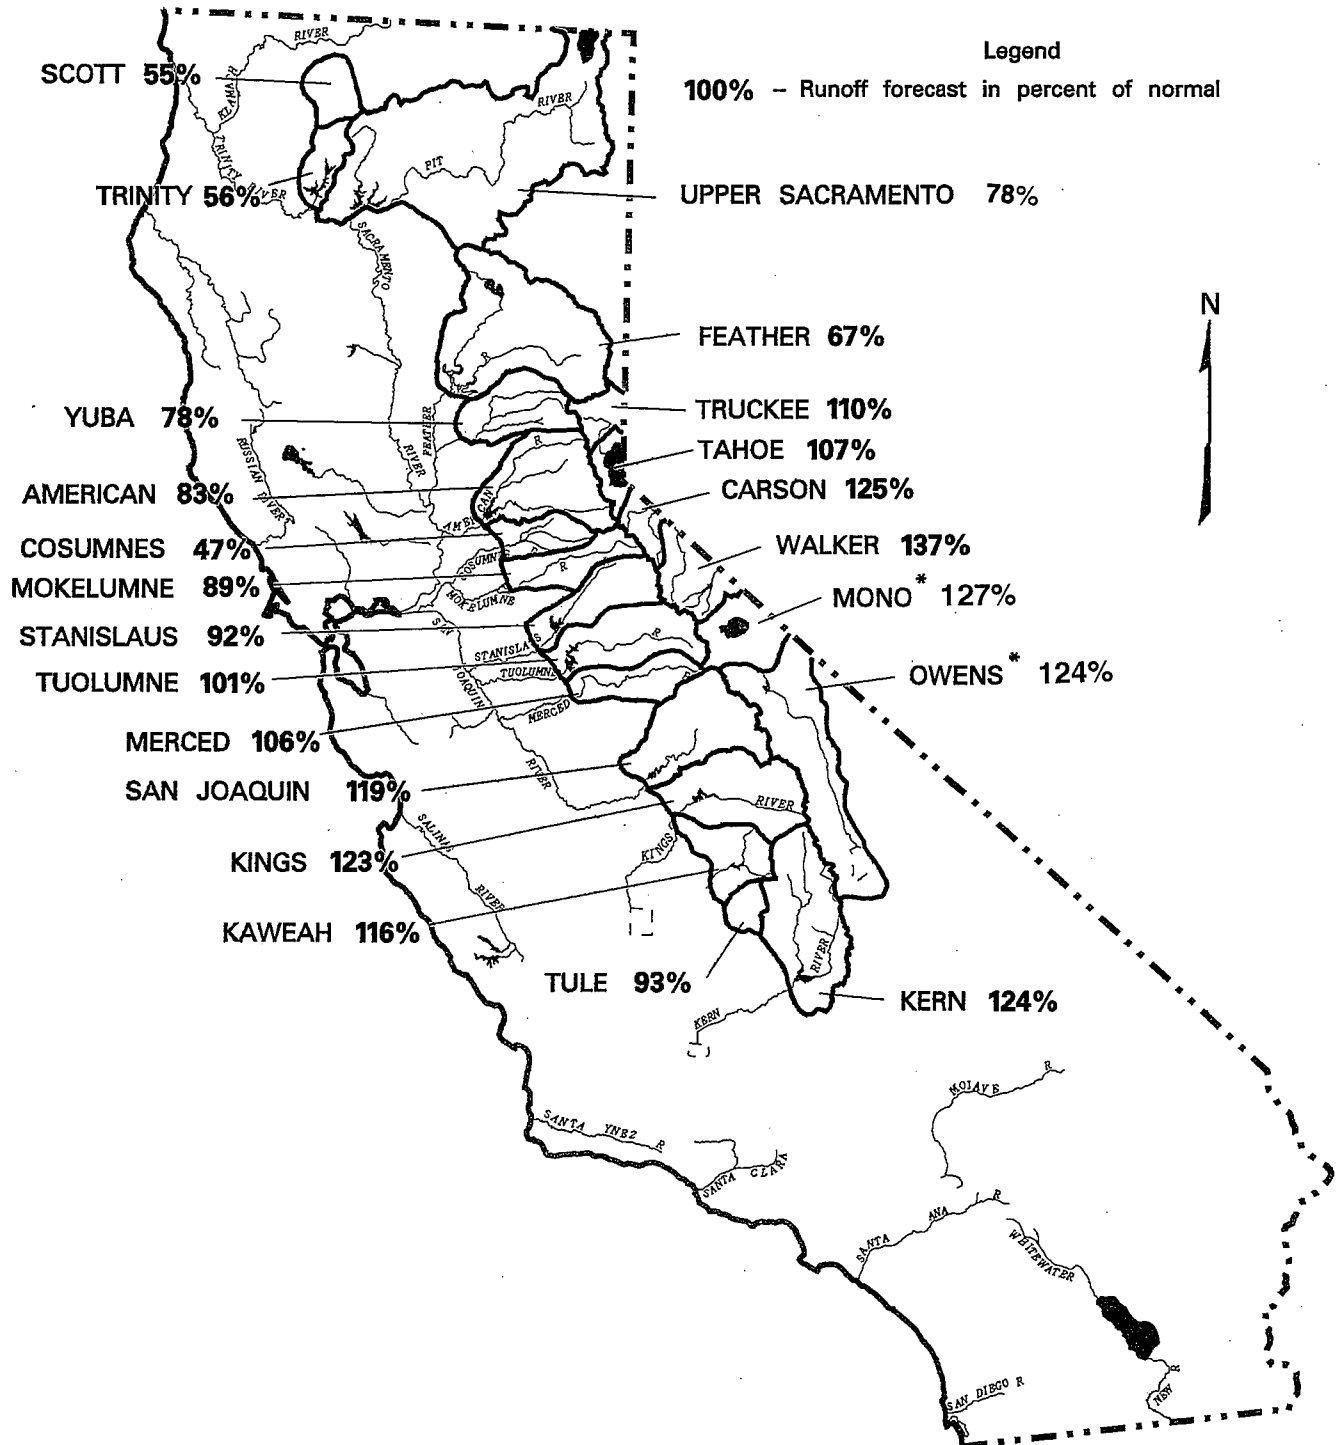 Legend
100% – Runoff forecast in percent of normal
SCOTT 55%
TRINITY 56%
UPPER SACRAMENTO 78%
N
FEATHER 67%
YUBA 78%
TRUCKEE 110%
TAHOE 107%
AMERICAN 83%
CARSON 125%
COSUMNES 47%
WALKER 137%
MOKELUMNE 89%
MONO* 127%
STANISLAUS 92%
TUOLUMNE 101%
OWENS* 124%
MERCED 106%
SAN JOAQUIN 119%
KINGS 123%
KAWEAH 116%
TULE 93%
KERN 124%
KLAMATH
RIVER
TRINITY RIVER
PIT
RIVER
SACRAMENTO
RIVER
FEATHER
R
RUSSIAN RIVER
AMERICAN
R
COSUMNES
R
MOKELUMNE
R
SAN
JOAQUIN
RIVER
STANISLAUS
TUOLUMNE
R
MERCED
R
SALINAS
RIVER
KINGS
RIVER
KERN
RIVER
SANTA YNEZ R
SANTA CLARA
MOJAVE R
SANTA ANA R
WHITEWATER
NEW R
SAN DIEGO R